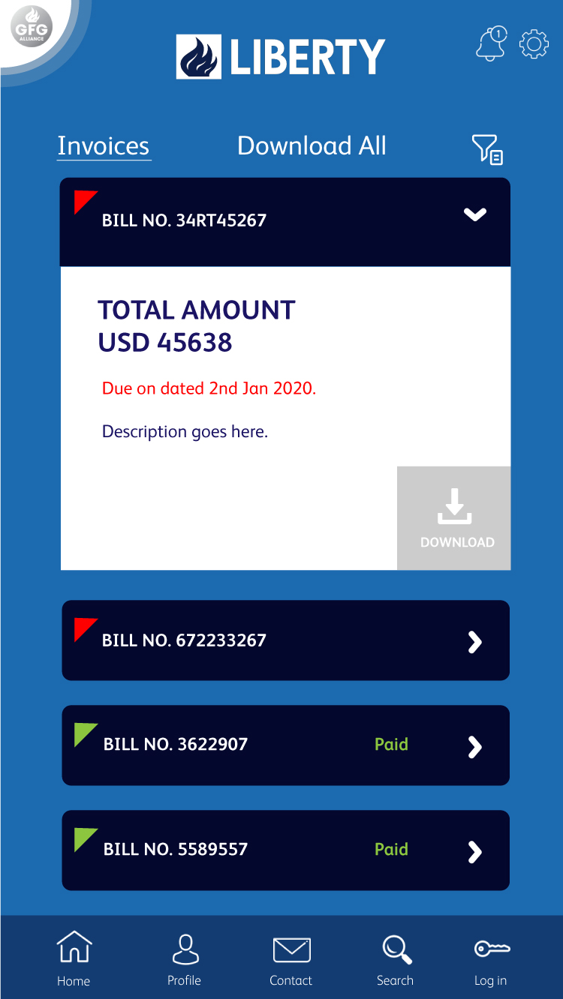 GFG
ALLIANCE
LIBERTY
1
Invoices
Download All
BILL NO. 34RT45267
TOTAL AMOUNT
USD 45638
Due on dated 2nd Jan 2020.
Description goes here.
DOWNLOAD
BILL NO. 672233267
BILL NO. 3622907
Paid
BILL NO. 5589557
Paid
Home
Profile
Contact
Search
Log in